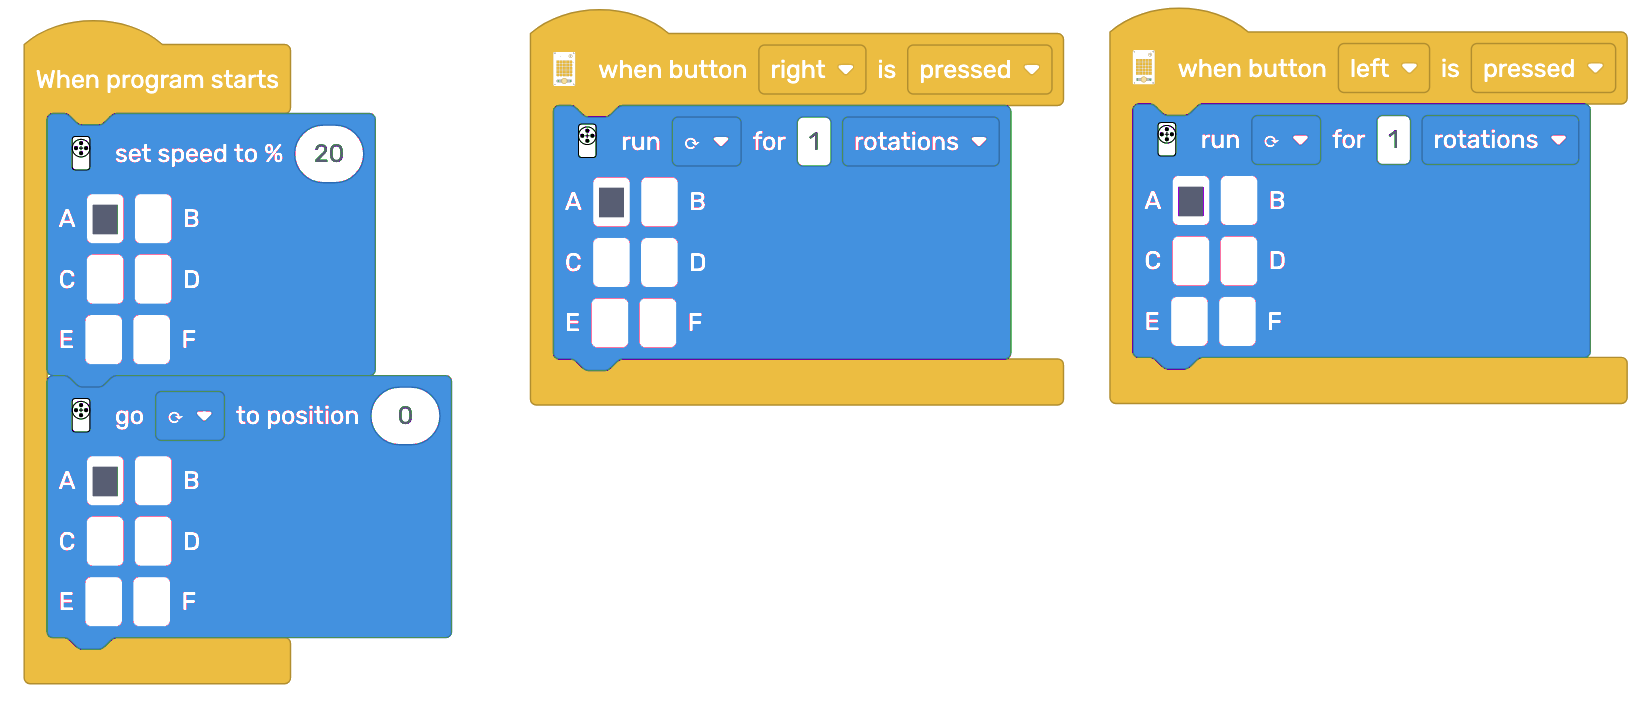 When program starts
set speed to % 20
A B
C D
E F
go to position 0
A B
C D
E F
when button right is pressed
run for 1 rotations
A B
C D
E F
when button left is pressed
run for 1 rotations
A B
C D
E F